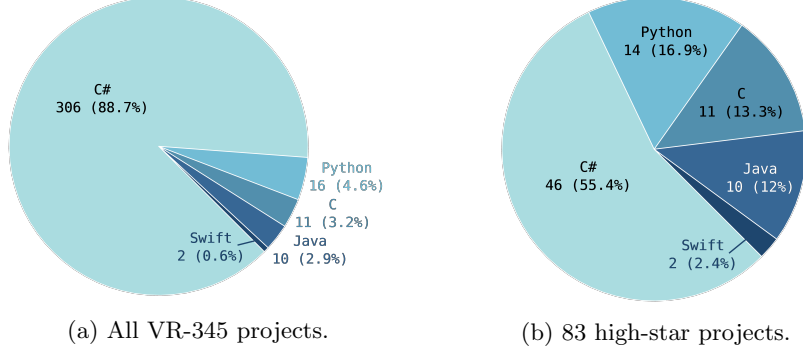 C#
306 (88.7%)
Python
16 (4.6%)
C
11 (3.2%)
Java
10 (2.9%)
Swift
2 (0.6%)
(a) All VR-345 projects.
Python
14 (16.9%)
C
11 (13.3%)
Java
10 (12%)
C#
46 (55.4%)
Swift
2 (2.4%)
(b) 83 high-star projects.